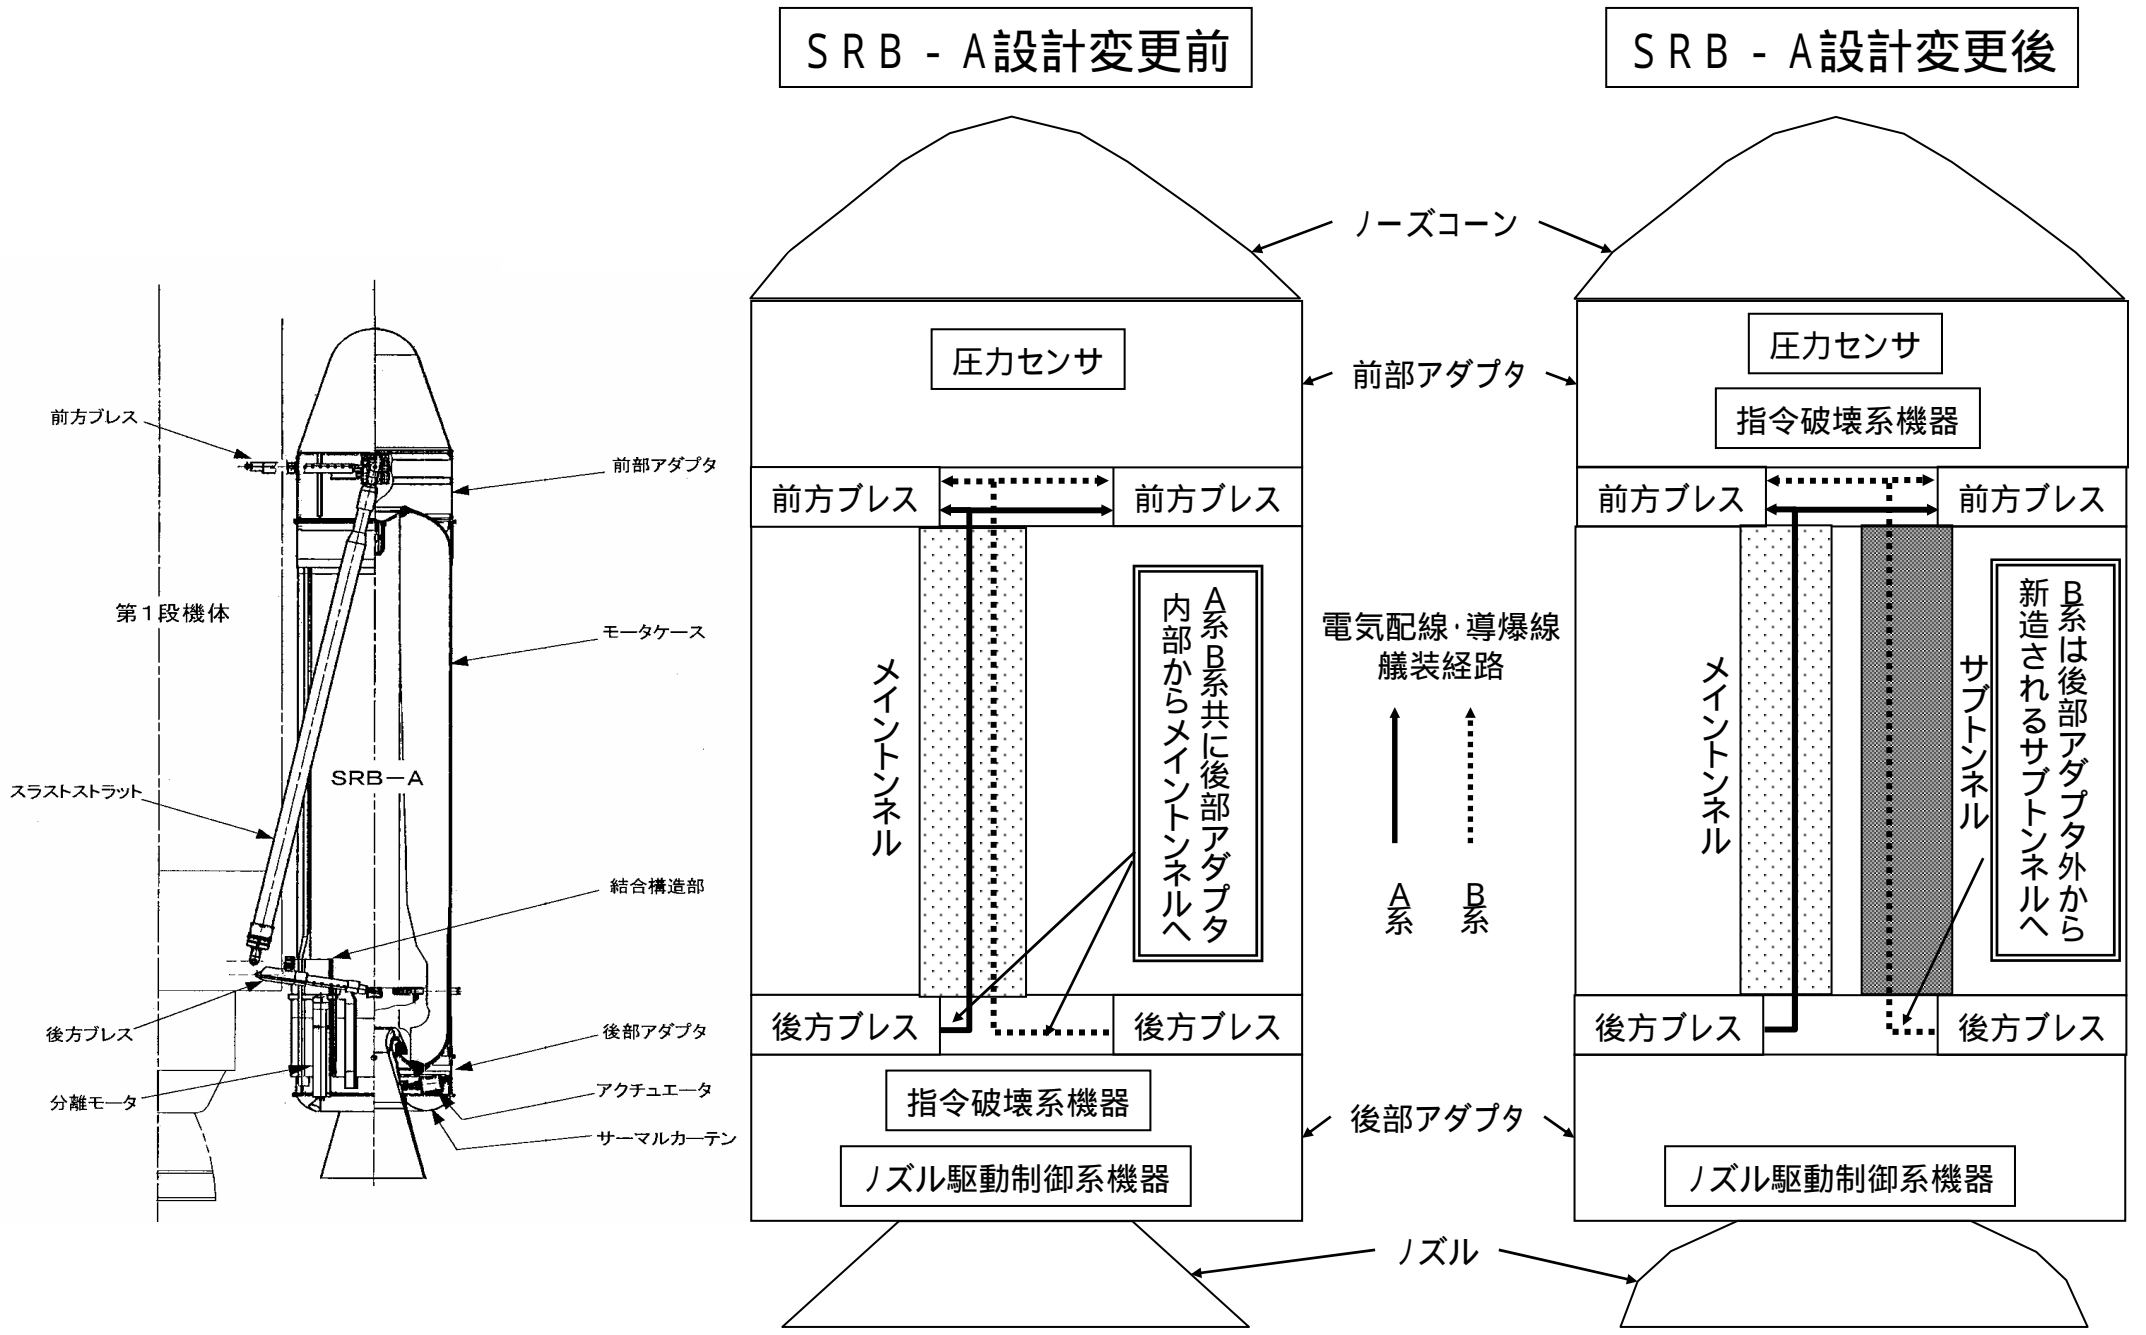 SRB-A設計変更前
SRB-A設計変更後
前方ブレス
第1段機体
スラストストラット
後方ブレス
分離モータ
SRB-A
前部アダプタ
モータケース
結合構造部
後部アダプタ
アクチュエータ
サーマルカーテン
圧力センサ
前方ブレス
前方ブレス
メイントンネル
A系B系共に後部アダプタ
内部からメイントンネルへ
後方ブレス
後方ブレス
指令破壊系機器
ノズル駆動制御系機器
ノーズコーン
前部アダプタ
電気配線・導爆線
艤装経路
A系
B系
後部アダプタ
ノズル
圧力センサ
指令破壊系機器
前方ブレス
前方ブレス
メイントンネル
サブトンネル
B系は後部アダプタ外から
新造されるサブトンネルへ
後方ブレス
後方ブレス
ノズル駆動制御系機器